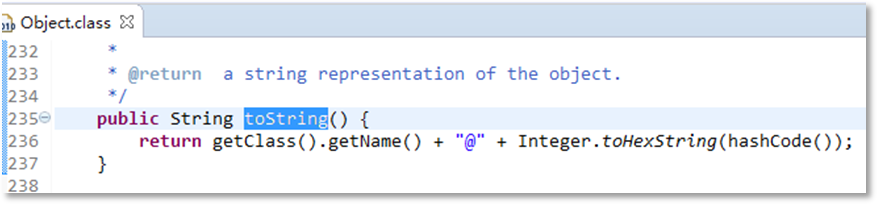 Object.class
232 *
233 * @return  a string representation of the object.
234 */
235 public String toString() {
236 return getClass().getName() + "@" + Integer.toHexString(hashCode());
237 }
238